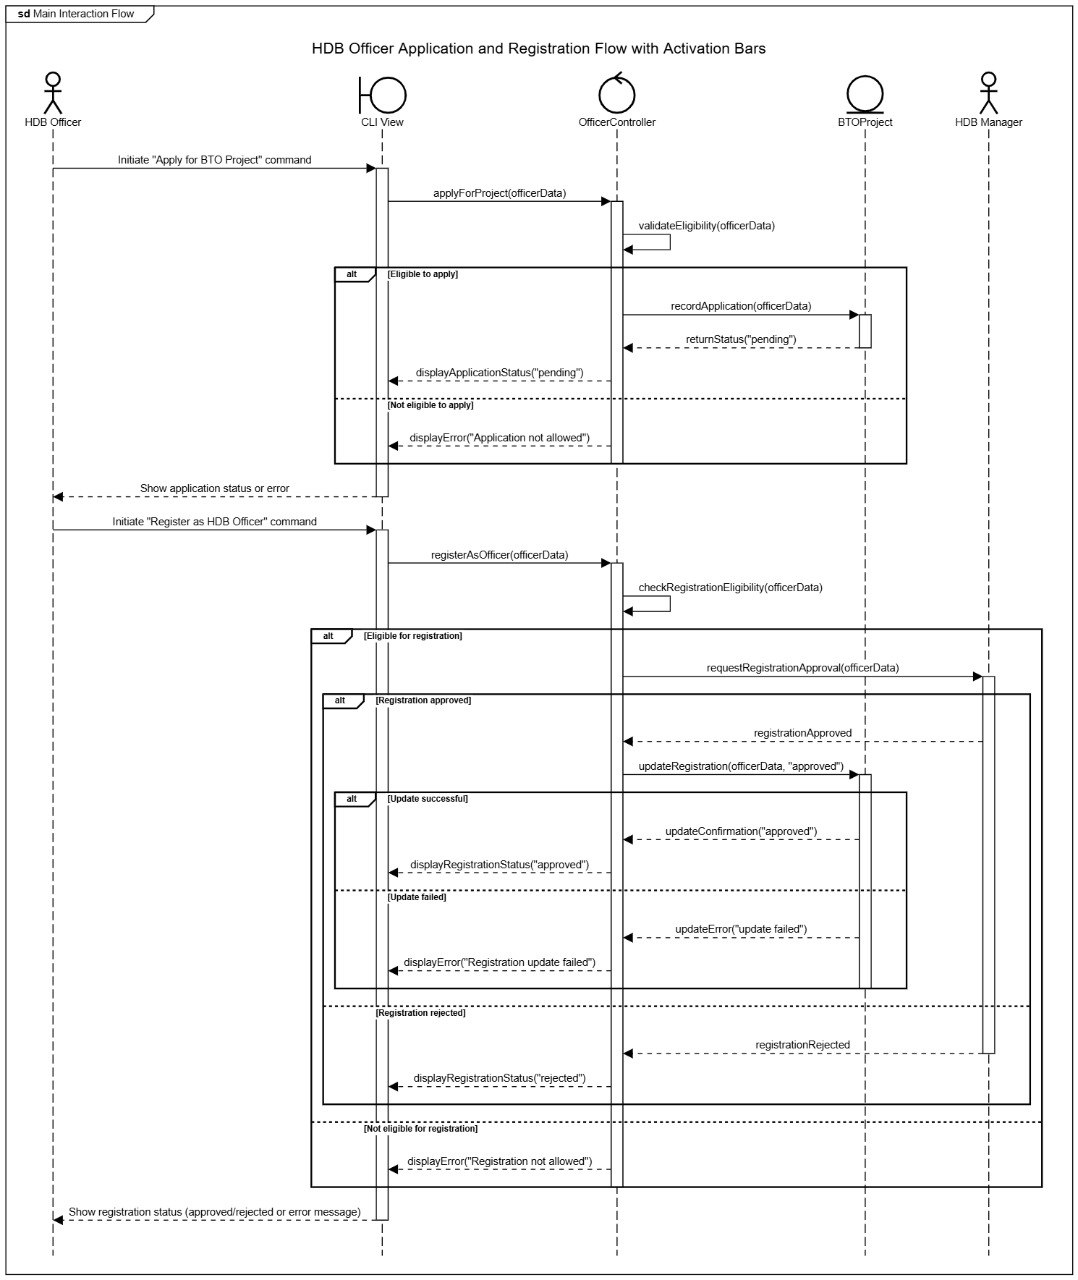 sd Main Interaction Flow
HDB Officer Application and Registration Flow with Activation Bars
HDB Officer
CLI View
OfficerController
BTOProject
HDB Manager
Initiate "Apply for BTO Project" command
applyForProject(officerData)
validateEligibility(officerData)
alt
[Eligible to apply]
recordApplication(officerData)
returnStatus("pending")
displayApplicationStatus("pending")
[Not eligible to apply]
displayError("Application not allowed")
Show application status or error
Initiate "Register as HDB Officer" command
registerAsOfficer(officerData)
checkRegistrationEligibility(officerData)
alt
[Eligible for registration]
requestRegistrationApproval(officerData)
alt
[Registration approved]
registrationApproved
updateRegistration(officerData, "approved")
alt
[Update successful]
updateConfirmation("approved")
displayRegistrationStatus("approved")
[Update failed]
updateError("update failed")
displayError("Registration update failed")
[Registration rejected]
registrationRejected
displayRegistrationStatus("rejected")
[Not eligible for registration]
displayError("Registration not allowed")
Show registration status (approved/rejected or error message)